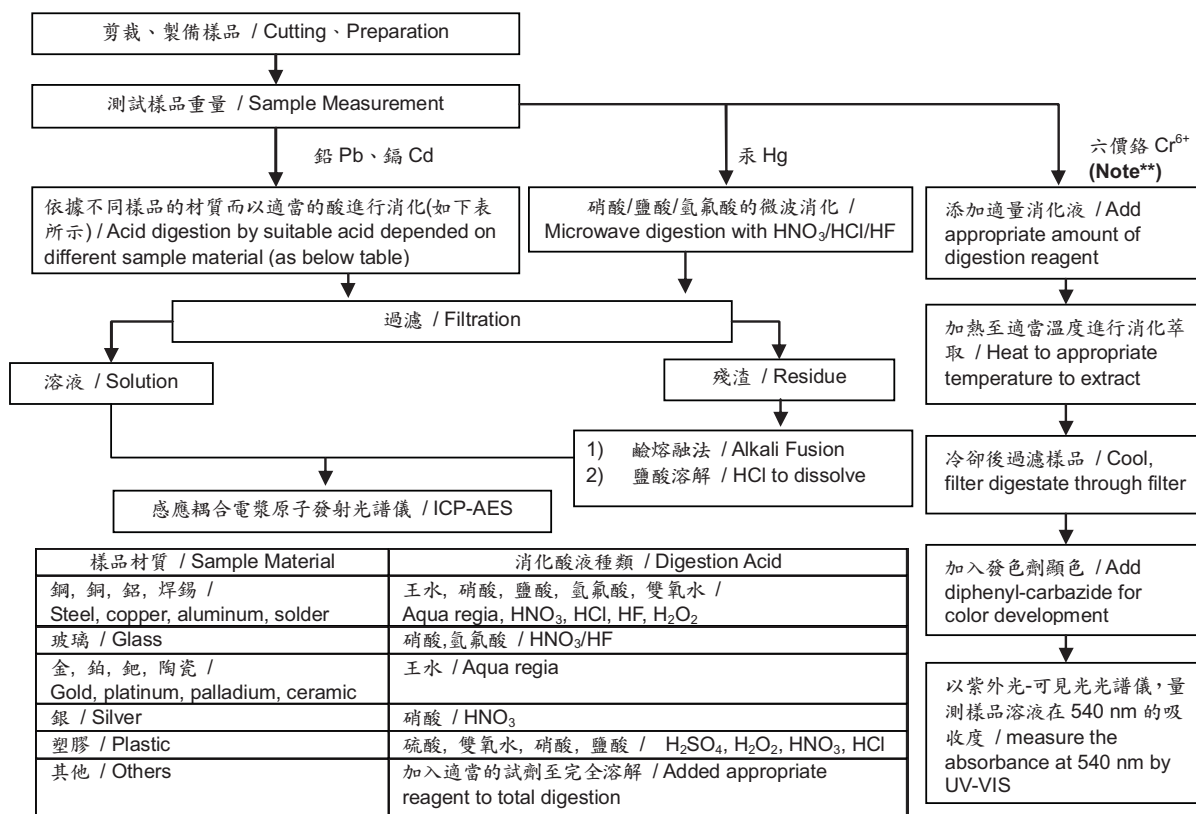 剪裁、製備樣品 / Cutting、Preparation
測試樣品重量 / Sample Measurement
鉛 Pb、鎘 Cd
汞 Hg
六價鉻 Cr⁶⁺
(Note**)
依據不同樣品的材質而以適當的酸進行消化(如下表
所示) / Acid digestion by suitable acid depended on
different sample material (as below table)
硝酸/鹽酸/氫氟酸的微波消化 /
Microwave digestion with HNO₃/HCl/HF
添加適量消化液 / Add
appropriate amount of
digestion reagent
過濾 / Filtration
加熱至適當溫度進行消化萃
取 / Heat to appropriate
temperature to extract
溶液 / Solution
殘渣 / Residue
1) 鹼熔融法 / Alkali Fusion
2) 鹽酸溶解 / HCl to dissolve
冷卻後過濾樣品 / Cool,
filter digestate through filter
感應耦合電漿原子發射光譜儀 / ICP-AES
加入發色劑顯色 / Add
diphenyl-carbazide for
color development
以紫外光-可見光光譜儀，量
測樣品溶液在 540 nm 的吸
收度 / measure the
absorbance at 540 nm by
UV-VIS
樣品材質 / Sample Material
消化酸液種類 / Digestion Acid
鋼, 銅, 鋁, 焊錫 /
Steel, copper, aluminum, solder
王水, 硝酸, 鹽酸, 氫氟酸, 雙氧水 /
Aqua regia, HNO₃, HCl, HF, H₂O₂
玻璃 / Glass
硝酸,氫氟酸 / HNO₃/HF
金, 鉑, 鈀, 陶瓷 /
Gold, platinum, palladium, ceramic
王水 / Aqua regia
銀 / Silver
硝酸 / HNO₃
塑膠 / Plastic
硫酸, 雙氧水, 硝酸, 鹽酸 / H₂SO₄, H₂O₂, HNO₃, HCl
其他 / Others
加入適當的試劑至完全溶解 / Added appropriate
reagent to total digestion